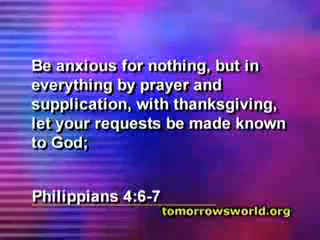 Be anxious for nothing, but in
everything by prayer and
supplication, with thanksgiving,
let your requests be made known
to God;
Philippians 4:6-7
tomorrowsworld.org